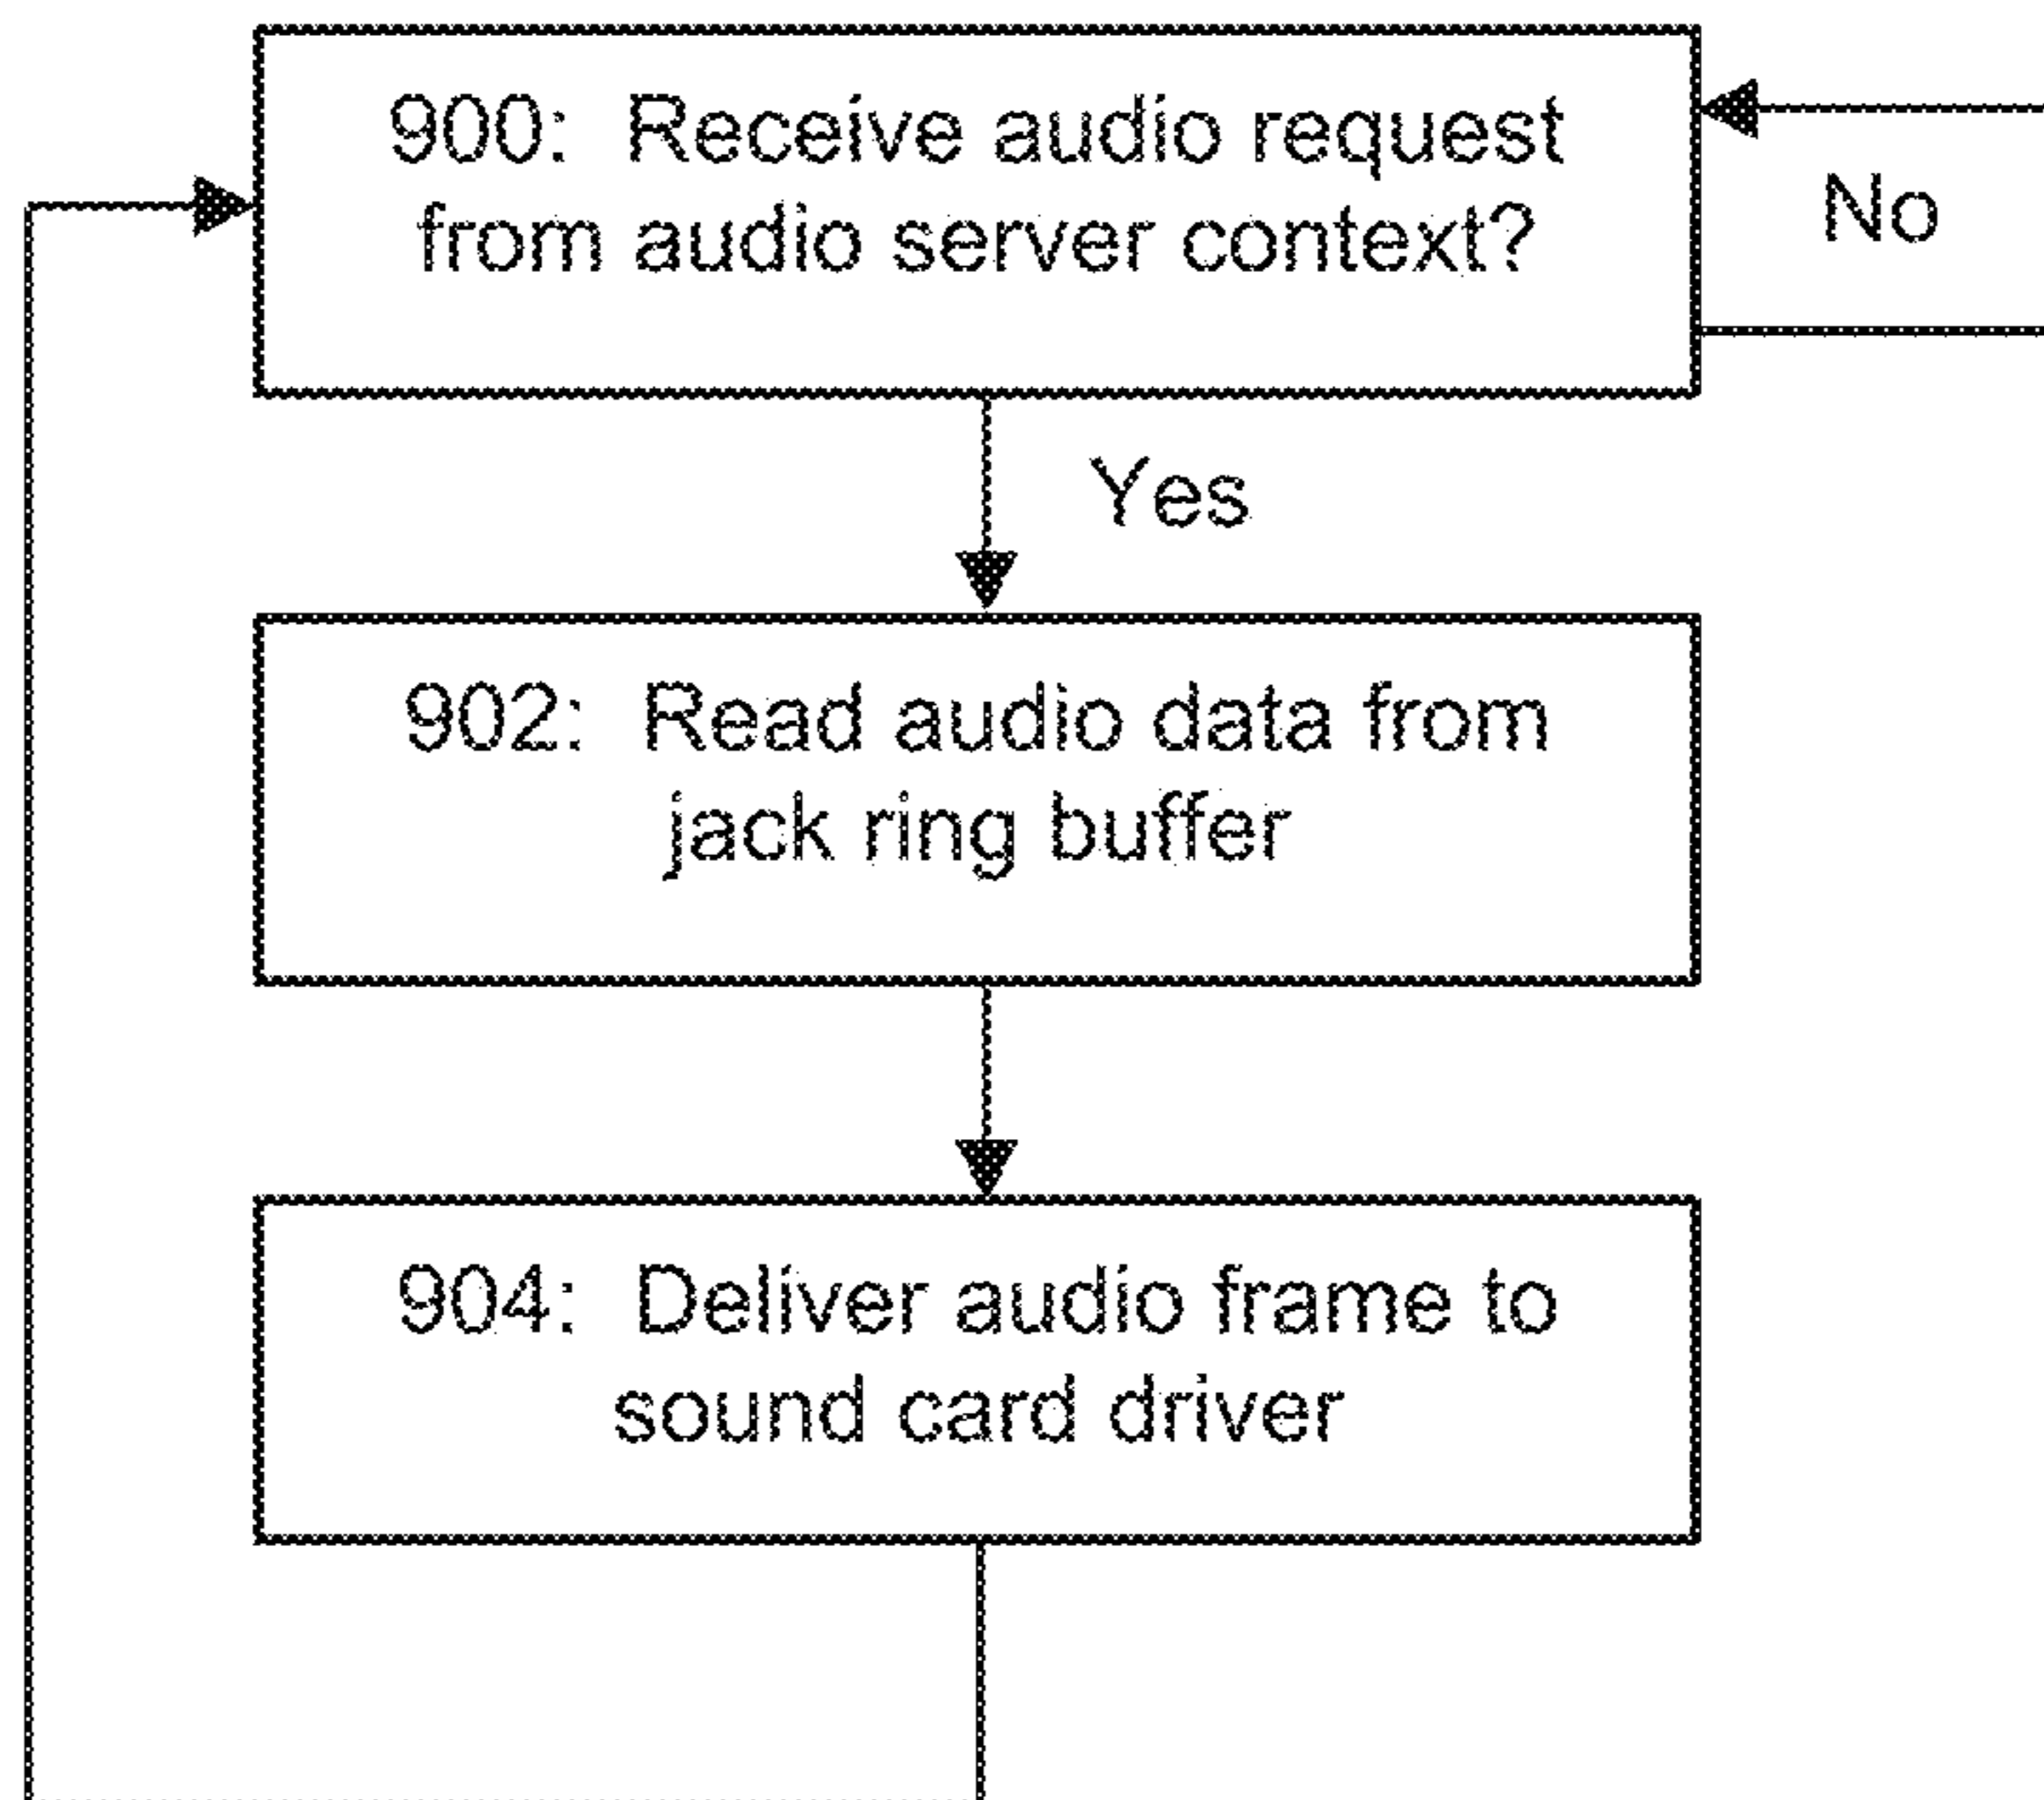 900:  Receive audio request
from audio server context?
No
Yes
902:  Read audio data from
jack ring buffer
904:  Deliver audio frame to
sound card driver